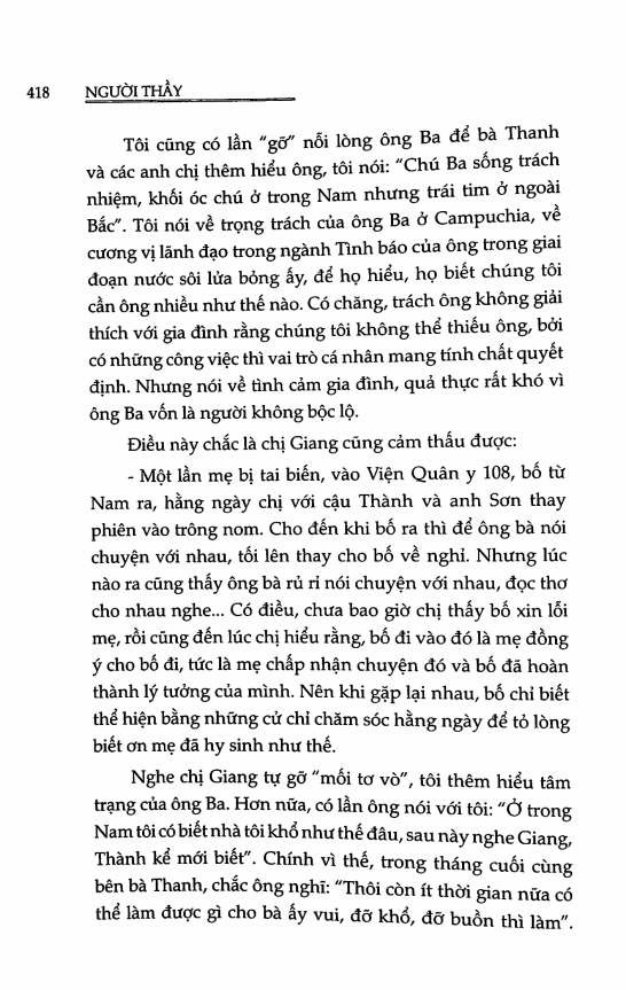 418 NGƯỜI THẦY
Tôi cũng có lần "gỡ" nỗi lòng ông Ba để bà Thanh
và các anh chị thêm hiểu ông, tôi nói: "Chú Ba sống trách
nhiệm, khối óc chú ở trong Nam nhưng trái tim ở ngoài
Bắc". Tôi nói về trọng trách của ông Ba ở Campuchia, về
cương vị lãnh đạo trong ngành Tình báo của ông trong giai
đoạn nước sôi lửa bỏng ấy, để họ hiểu, họ biết chúng tôi
cần ông nhiều như thế nào. Có chăng, trách ông không giải
thích với gia đình rằng chúng tôi không thể thiếu ông, bởi
có những công việc thì vai trò cá nhân mang tính chất quyết
định. Nhưng nói về tình cảm gia đình, quả thực rất khó vì
ông Ba vốn là người không bộc lộ.
Điều này chắc là chị Giang cũng cảm thấu được:
- Một lần mẹ bị tai biến, vào Viện Quân y 108, bố từ
Nam ra, hằng ngày chị với cậu Thành và anh Sơn thay
phiên vào trông nom. Cho đến khi bố ra thì để ông bà nói
chuyện với nhau, tối lên thay cho bố về nghỉ. Nhưng lúc
nào ra cũng thấy ông bà rủ rỉ nói chuyện với nhau, đọc thơ
cho nhau nghe... Có điều, chưa bao giờ chị thấy bố xin lỗi
mẹ, rồi cũng đến lúc chị hiểu rằng, bố đi vào đó là mẹ đồng
ý cho bố đi, tức là mẹ chấp nhận chuyện đó và bố đã hoàn
thành lý tưởng của mình. Nên khi gặp lại nhau, bố chỉ biết
thể hiện bằng những cử chỉ chăm sóc hằng ngày để tỏ lòng
biết ơn mẹ đã hy sinh như thế.
Nghe chị Giang tự gỡ "mối tơ vò", tôi thêm hiểu tâm
trạng của ông Ba. Hơn nữa, có lần ông nói với tôi: "Ở trong
Nam tôi có biết nhà tôi khổ như thế đâu, sau này nghe Giang,
Thành kể mới biết". Chính vì thế, trong tháng cuối cùng
bên bà Thanh, chắc ông nghĩ: "Thôi còn ít thời gian nữa có
thể làm được gì cho bà ấy vui, đỡ khổ, đỡ buồn thì làm".